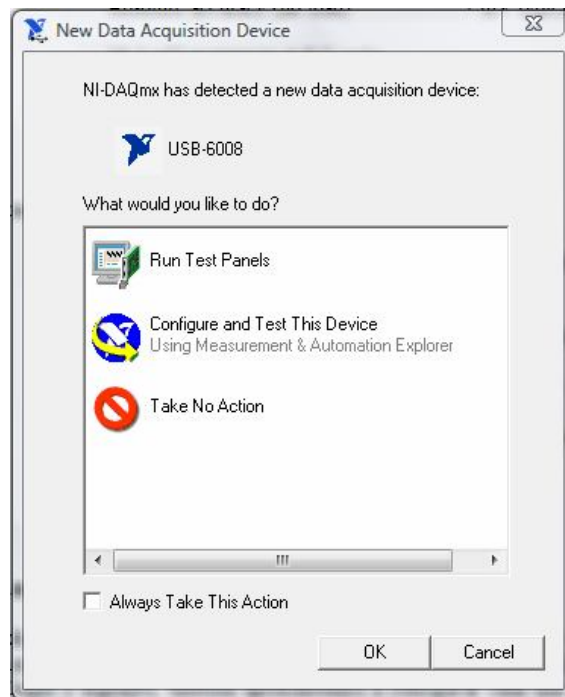 New Data Acquisition Device
NI-DAQmx has detected a new data acquisition device:
USB-6008
What would you like to do?
Run Test Panels
Configure and Test This Device
Using Measurement & Automation Explorer
Take No Action
Always Take This Action
OK
Cancel